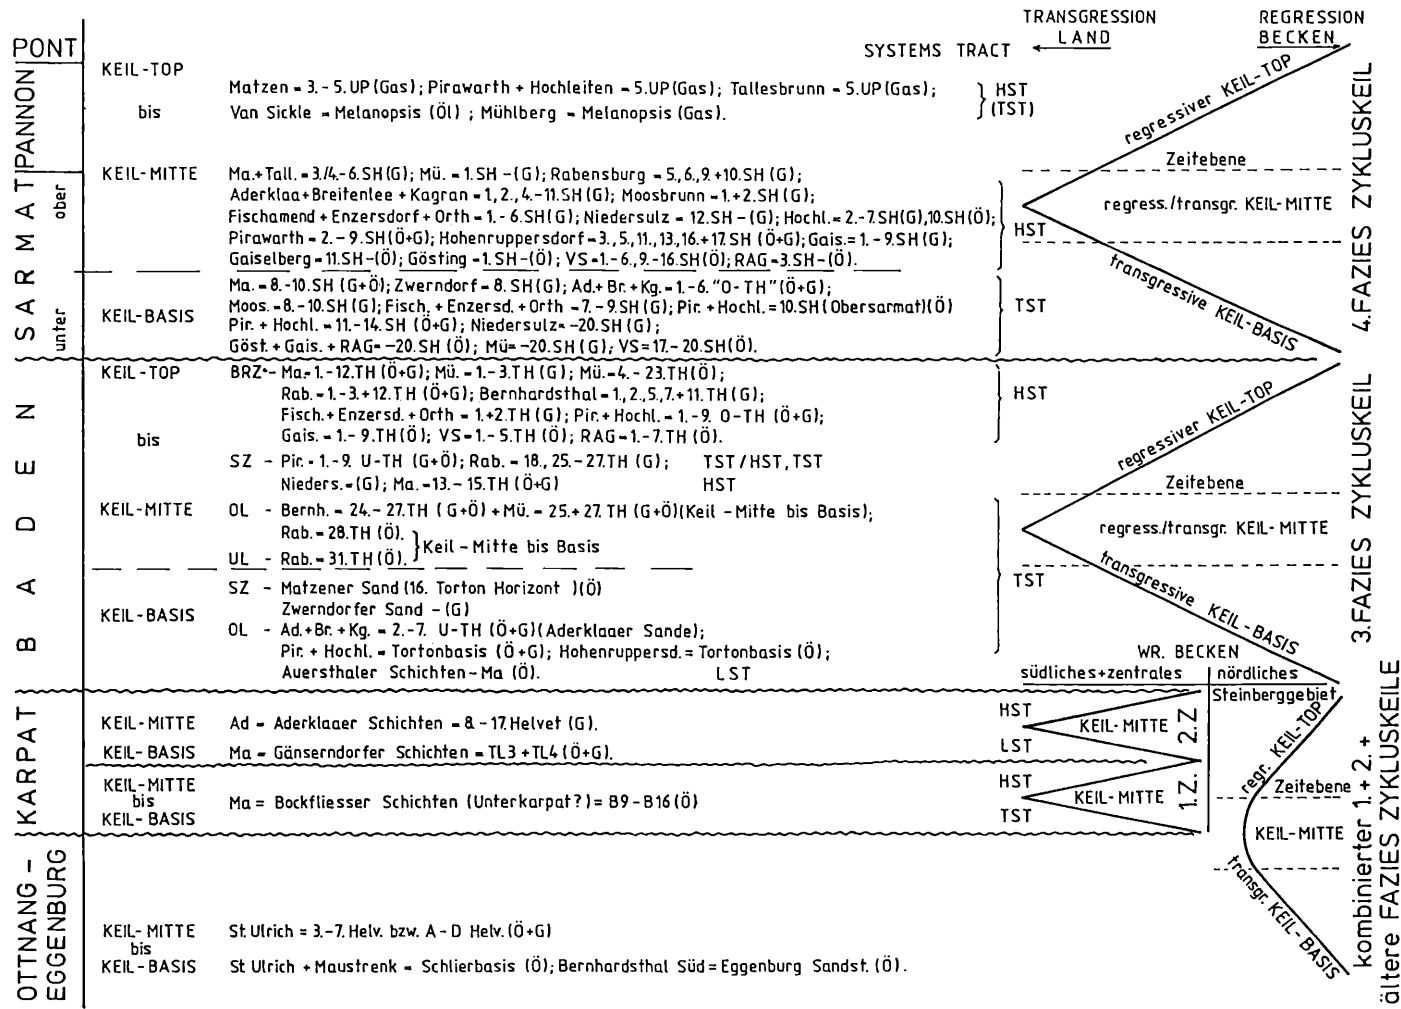 TRANSGRESSION
LAND
REGRESSION
BECKEN
SYSTEMS TRACT
PONT
PANNON
SARMAT
ober
unter
BADEN
KARPAT
OTTNANG –
EGGENBURG
KEIL-TOP
Matzen = 3.- 5.UP (Gas); Pirawarth + Hochleiten = 5.UP (Gas); Tallesbrunn = 5.UP (Gas);
HST
bis
Van Sickle = Melanopsis (Öl) ; Mühlberg = Melanopsis (Gas).
(TST)
KEIL-MITTE
Ma.+Tall. = 3./4.-6.SH (G); Mü. = 1.SH -(G); Rabensburg = 5.,6.,9.+10.SH (G);
Aderklaa+Breitenlee + Kagran = 1., 2., 4.-11.SH (G); Moosbrunn = 1.+2.SH (G);
Fischamend + Enzersdorf + Orth = 1.- 6.SH(G); Niedersulz = 12.SH - (G); Hochl.= 2.-7.SH(G),10.SH(Ö);
HST
Pirawarth = 2.- 9.SH (Ö+G); Hohenruppersdorf = 3., 5., 11., 13, 16.+ 17.SH (Ö+G); Gais.= 1.-9.SH (G);
Gaiselberg = 11.SH-(Ö); Gösting = 1.SH-(Ö); VS = 1.-6., 9.-16.SH(Ö); RAG = 3.SH-(Ö).
Ma.= 8.-10.SH (G+Ö); Zwerndorf = 8.SH(G); Ad.+ Br.+ Kg.= 1.-6. "O-TH"(Ö+G);
KEIL-BASIS
Moos.= 8.-10.SH (G); Fisch. + Enzersd. + Orth = 7.-9.SH (G); Pir. + Hochl. = 10.SH (Obersarmat)(Ö)
TST
Pir. + Hochl. = 11.-14.SH (Ö+G); Niedersulz= -20.SH (G);
Göst. + Gais. + RAG= -20.SH (Ö); Mü= -20.SH (G); VS = 17.- 20.SH(Ö).
KEIL-TOP
BRZ - Ma.= 1.-12.TH (Ö+G); Mü. = 1.-3.TH (G); Mü.= 4.- 23.TH(Ö);
Rab. = 1.-3.+12.TH (Ö+G); Bernhardsthal = 1., 2., 5., 7.+ 11.TH (G);
HST
Fisch.+ Enzersd. + Orth = 1.+2.TH (G); Pir.+ Hochl. = 1.-9. O-TH (Ö+G);
bis
Gais. = 1.- 9.TH(Ö); VS=1.-5.TH (Ö); RAG=1.-7.TH (Ö).
SZ - Pir.= 1.-9. U-TH (G+Ö); Rab. = 18., 25.-27.TH (G); TST/HST, TST
Nieders.=(G); Ma.=13.- 15.TH (Ö+G) HST
KEIL-MITTE
OL - Bernh. = 24.- 27.TH (G+Ö) + Mü. = 25.+ 27. TH (G+Ö)(Keil-Mitte bis Basis);
Rab.= 28.TH (Ö).
UL - Rab. = 31.TH (Ö).
Keil-Mitte bis Basis
TST
SZ - Matzener Sand (16. Torton Horizont )(Ö)
Zwerndorfer Sand - (G)
KEIL-BASIS
OL - Ad.+Br. +Kg. = 2.-7. U-TH (Ö+G)(Aderklaaer Sande);
Pir. + Hochl. = Tortonbasis (Ö+G); Hohenruppersd.= Tortonbasis (Ö);
Auersthaler Schichten - Ma (Ö). LST
KEIL-MITTE
Ad = Aderklaaer Schichten = 8. - 17. Helvet (G).
KEIL-BASIS
Ma = Gänserndorfer Schichten = TL3 + TL4 (Ö+G).
KEIL-MITTE
bis
KEIL-BASIS
Ma = Bockfliesser Schichten (Unterkarpat?) = B9 - B16 (Ö)
KEIL-MITTE
bis
KEIL-BASIS
St. Ulrich = 3.-7. Helv. bzw. A - D Helv. (Ö+G)
St. Ulrich + Maustrenk = Schlierbasis (Ö); Bernhardsthal Süd = Eggenburg Sandst. (Ö).
regressiver KEIL-TOP
Zeitebene
regress./transgr. KEIL-MITTE
transgressive KEIL-BASIS
4.FAZIES ZYKLUSKEIL
regressiver KEIL-TOP
Zeitebene
regress./transgr. KEIL-MITTE
transgressive KEIL-BASIS
3.FAZIES ZYKLUSKEIL
WR. BECKEN
südliches+zentrales
nördliches
Steinberggebiet
HST
KEIL-MITTE
2.Z.
LST
HST
KEIL-MITTE
1.Z.
TST
regr. KEIL-TOP
Zeitebene
KEIL-MITTE
transgr. KEIL-BASIS
kombinierter 1. + 2. +
ältere FAZIES ZYKLUSKEILE